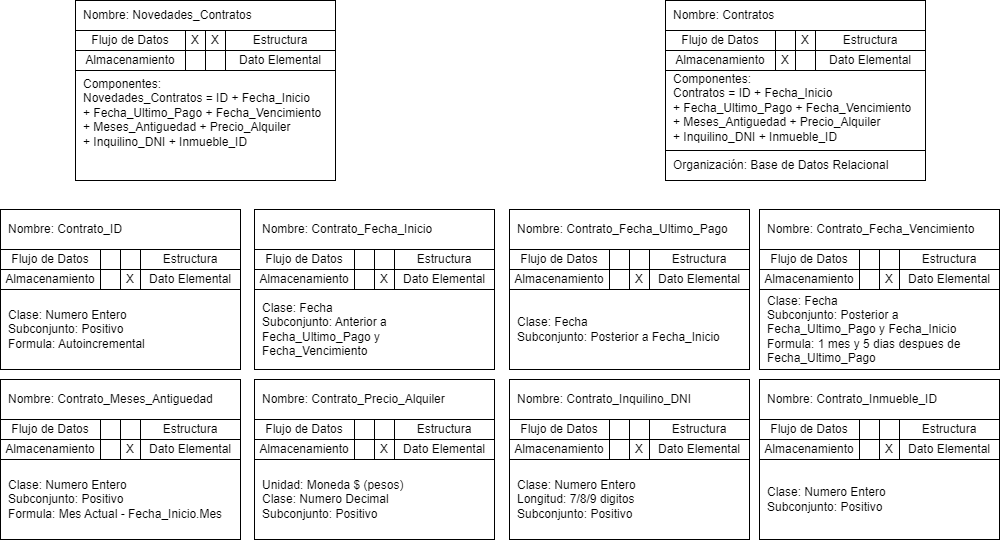 Nombre: Novedades_Contratos
Flujo de Datos X X Estructura
Almacenamiento Dato Elemental
Componentes:
Novedades_Contratos = ID + Fecha_Inicio
+ Fecha_Ultimo_Pago + Fecha_Vencimiento
+ Meses_Antiguedad + Precio_Alquiler
+ Inquilino_DNI + Inmueble_ID
Nombre: Contratos
Flujo de Datos X Estructura
Almacenamiento X Dato Elemental
Componentes:
Contratos = ID + Fecha_Inicio
+ Fecha_Ultimo_Pago + Fecha_Vencimiento
+ Meses_Antiguedad + Precio_Alquiler
+ Inquilino_DNI + Inmueble_ID
Organización: Base de Datos Relacional
Nombre: Contrato_ID
Flujo de Datos Estructura
Almacenamiento X Dato Elemental
Clase: Numero Entero
Subconjunto: Positivo
Formula: Autoincremental
Nombre: Contrato_Fecha_Inicio
Flujo de Datos Estructura
Almacenamiento X Dato Elemental
Clase: Fecha
Subconjunto: Anterior a
Fecha_Ultimo_Pago y
Fecha_Vencimiento
Nombre: Contrato_Fecha_Ultimo_Pago
Flujo de Datos Estructura
Almacenamiento X Dato Elemental
Clase: Fecha
Subconjunto: Posterior a Fecha_Inicio
Nombre: Contrato_Fecha_Vencimiento
Flujo de Datos Estructura
Almacenamiento X Dato Elemental
Clase: Fecha
Subconjunto: Posterior a
Fecha_Ultimo_Pago y Fecha_Inicio
Formula: 1 mes y 5 dias despues de
Fecha_Ultimo_Pago
Nombre: Contrato_Meses_Antiguedad
Flujo de Datos Estructura
Almacenamiento X Dato Elemental
Clase: Numero Entero
Subconjunto: Positivo
Formula: Mes Actual - Fecha_Inicio.Mes
Nombre: Contrato_Precio_Alquiler
Flujo de Datos Estructura
Almacenamiento X Dato Elemental
Unidad: Moneda $ (pesos)
Clase: Numero Decimal
Subconjunto: Positivo
Nombre: Contrato_Inquilino_DNI
Flujo de Datos Estructura
Almacenamiento X Dato Elemental
Clase: Numero Entero
Longitud: 7/8/9 digitos
Subconjunto: Positivo
Nombre: Contrato_Inmueble_ID
Flujo de Datos Estructura
Almacenamiento X Dato Elemental
Clase: Numero Entero
Subconjunto: Positivo